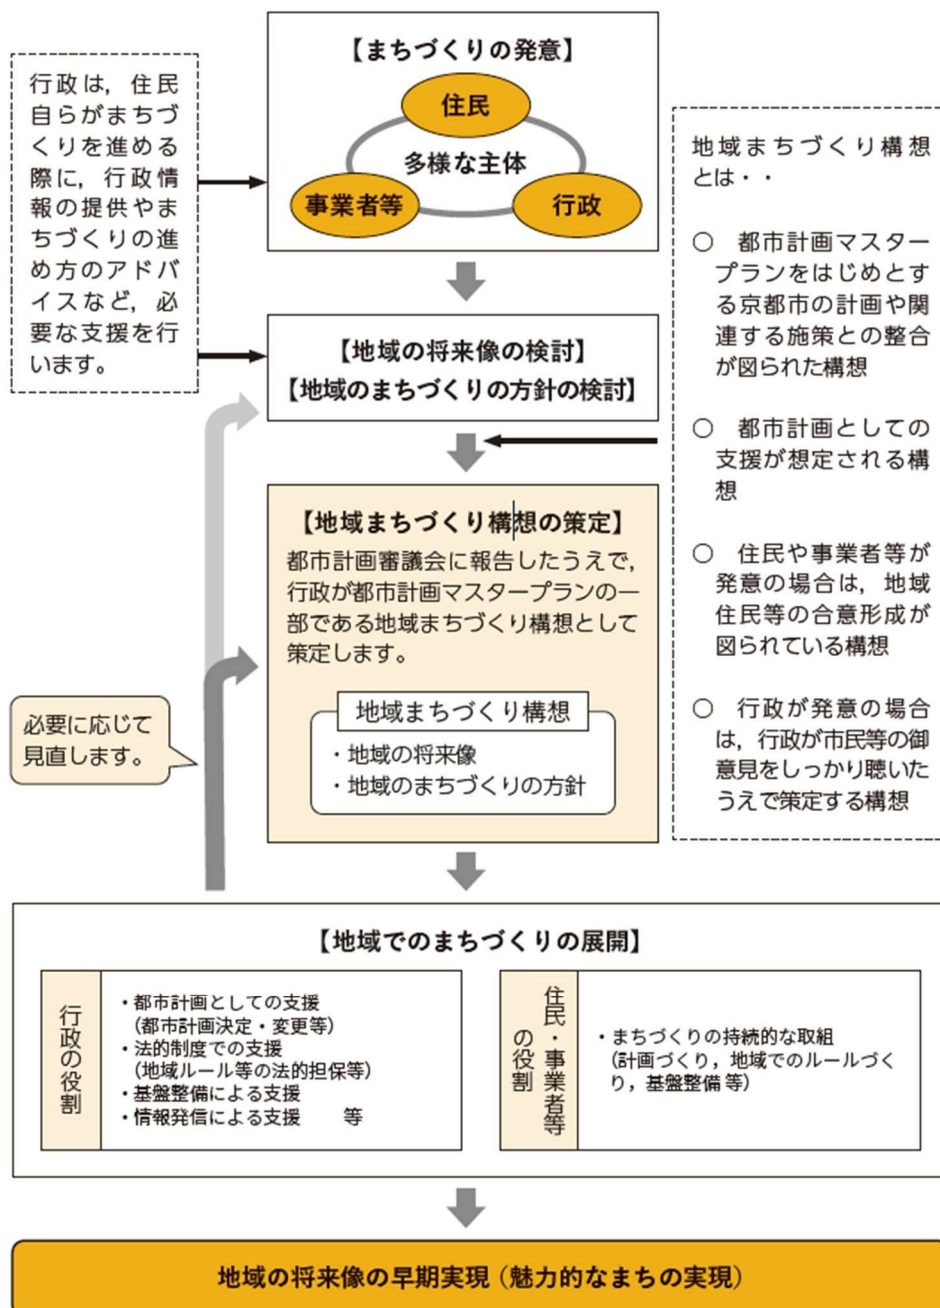 【まちづくりの発意】
住民
多様な主体
事業者等
行政
行政は，住民
自らがまちづ
くりを進める
際に，行政情
報の提供やま
ちづくりの進
め方のアドバ
イスなど，必
要な支援を行
います。
【地域の将来像の検討】
【地域のまちづくりの方針の検討】
地域まちづくり構想
とは・・
○　都市計画マスター
プランをはじめとす
る京都市の計画や関
連する施策との整合
が図られた構想
○　都市計画としての
支援が想定される構
想
○　住民や事業者等が
発意の場合は，地域
住民等の合意形成が
図られている構想
○　行政が発意の場合
は，行政が市民等の御
意見をしっかり聴いた
うえで策定する構想
【地域まちづくり構想の策定】
都市計画審議会に報告したうえで，
行政が都市計画マスタープランの一
部である地域まちづくり構想として
策定します。
地域まちづくり構想
・地域の将来像
・地域のまちづくりの方針
必要に応じて
見直します。
【地域でのまちづくりの展開】
行政の役割
・都市計画としての支援
（都市計画決定・変更等）
・法的制度での支援
（地域ルール等の法的担保等）
・基盤整備による支援
・情報発信による支援　　等
住民・事業者等
の役割
・まちづくりの持続的な取組
（計画づくり，地域でのルールづく
り，基盤整備 等）
地域の将来像の早期実現（魅力的なまちの実現）